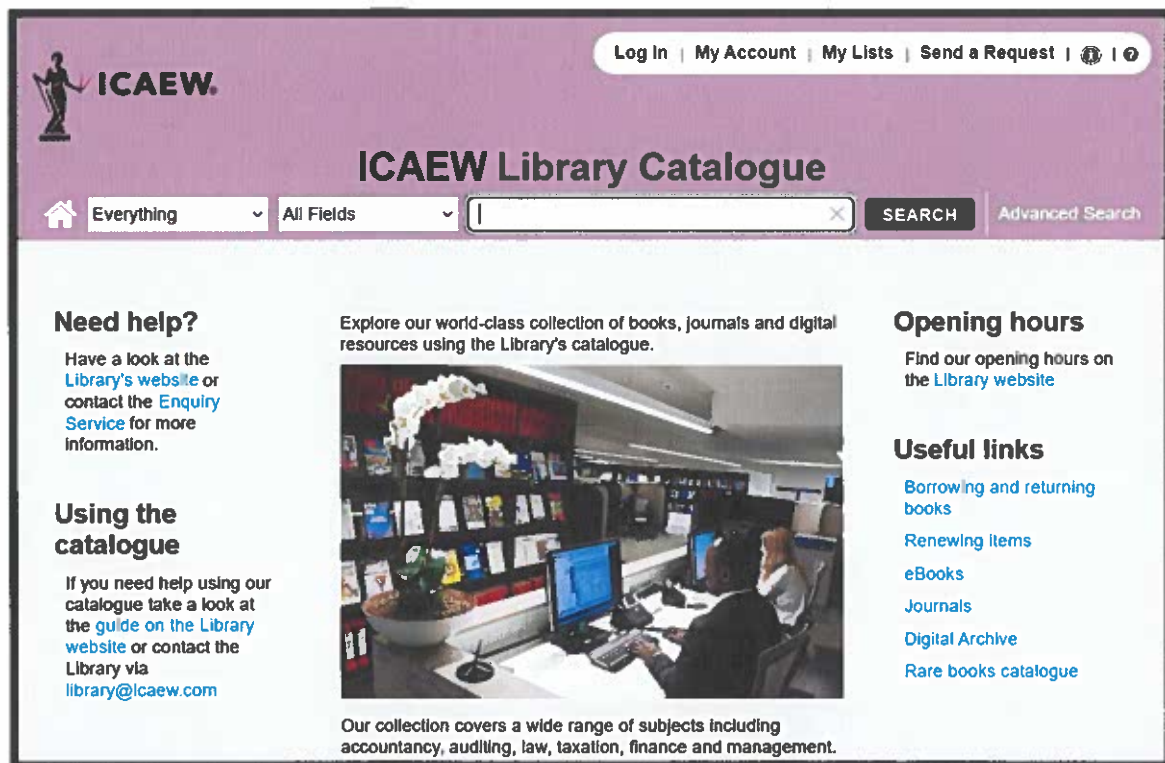 ICAEW
Log In | My Account | My Lists | Send a Request |
ICAEW Library Catalogue
Everything
All Fields
SEARCH
Advanced Search
Need help?
Have a look at the
Library's website or
contact the Enquiry
Service for more
information.
Using the
catalogue
If you need help using our
catalogue take a look at
the guide on the Library
website or contact the
Library via
library@icaew.com
Explore our world-class collection of books, journals and digital
resources using the Library's catalogue.
Our collection covers a wide range of subjects including
accountancy, auditing, law, taxation, finance and management.
Opening hours
Find our opening hours on
the Library website
Useful links
Borrowing and returning
books
Renewing items
eBooks
Journals
Digital Archive
Rare books catalogue